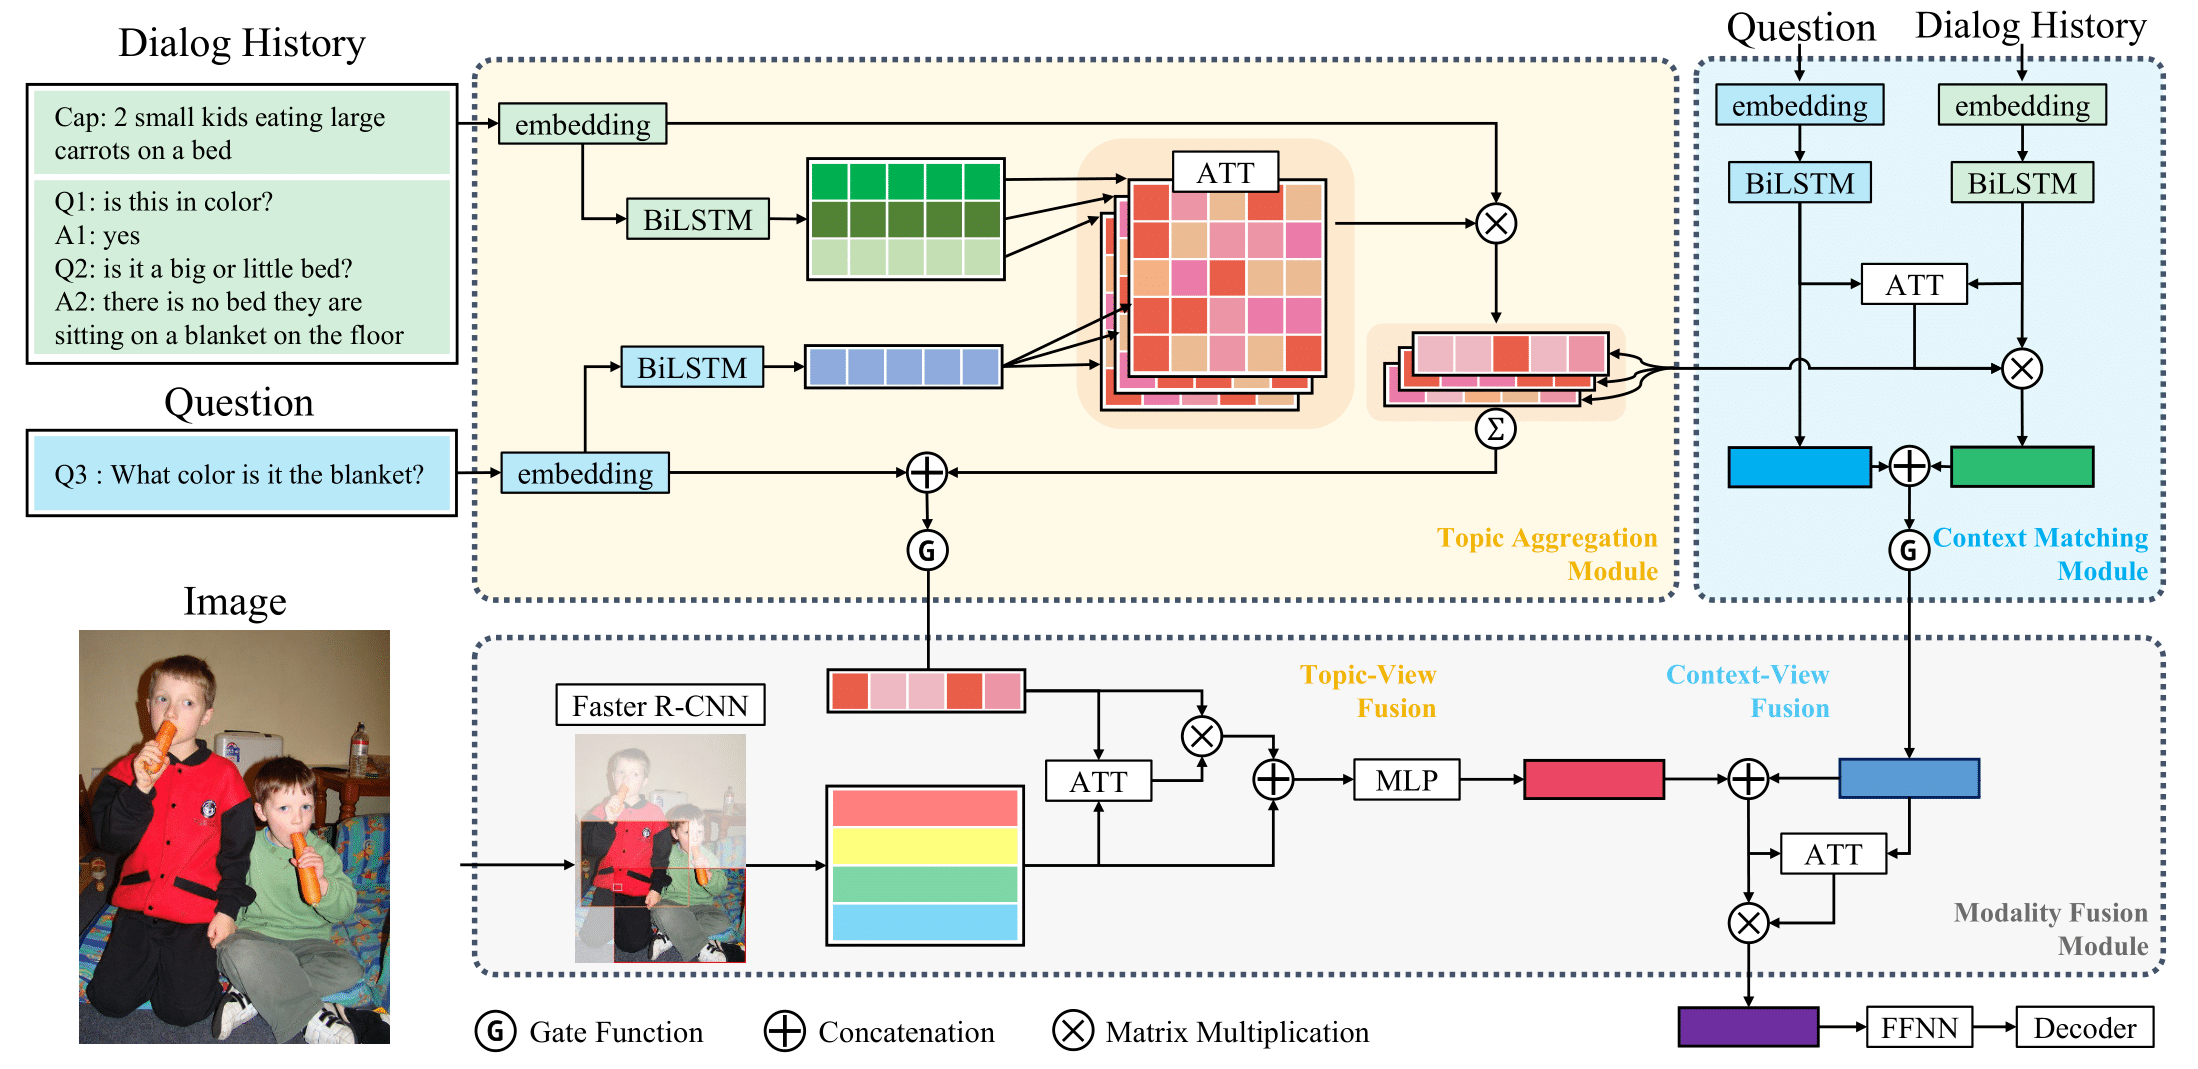 Dialog History
Cap: 2 small kids eating large
carrots on a bed
Q1: is this in color?
A1: yes
Q2: is it a big or little bed?
A2: there is no bed they are
sitting on a blanket on the floor
Question
Q3 : What color is it the blanket?
Image
embedding
BiLSTM
ATT
BiLSTM
embedding
Σ
G
Topic Aggregation
Module
Question
Dialog History
embedding
embedding
BiLSTM
BiLSTM
ATT
G
Context Matching
Module
Faster R-CNN
ATT
Topic-View
Fusion
MLP
Context-View
Fusion
ATT
Modality Fusion
Module
G Gate Function
Concatenation
Matrix Multiplication
FFNN
Decoder